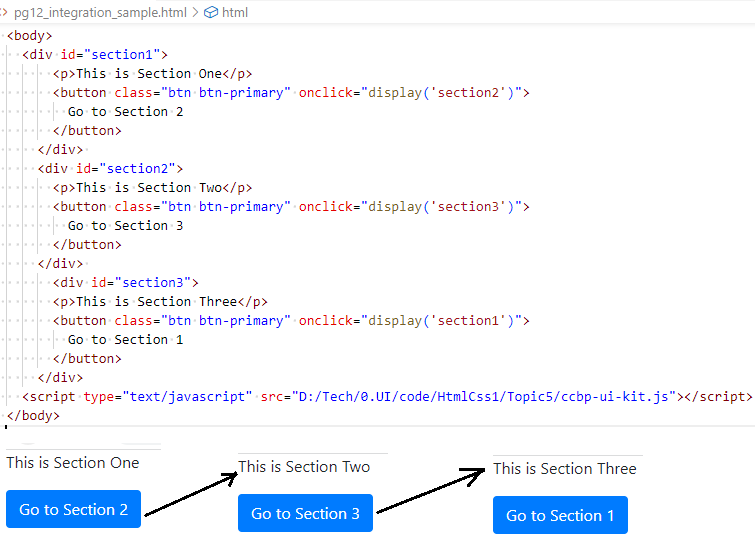 pg12_integration_sample.html > html
<body>
<div id="section1">
<p>This is Section One</p>
<button class="btn btn-primary" onclick="display('section2')">
Go to Section 2
</button>
</div>
<div id="section2">
<p>This is Section Two</p>
<button class="btn btn-primary" onclick="display('section3')">
Go to Section 3
</button>
</div>
<div id="section3">
<p>This is Section Three</p>
<button class="btn btn-primary" onclick="display('section1')">
Go to Section 1
</button>
</div>
<script type="text/javascript" src="D:/Tech/0.UI/code/HtmlCss1/Topic5/ccbp-ui-kit.js"></script>
</body>
This is Section One
Go to Section 2
This is Section Two
Go to Section 3
This is Section Three
Go to Section 1